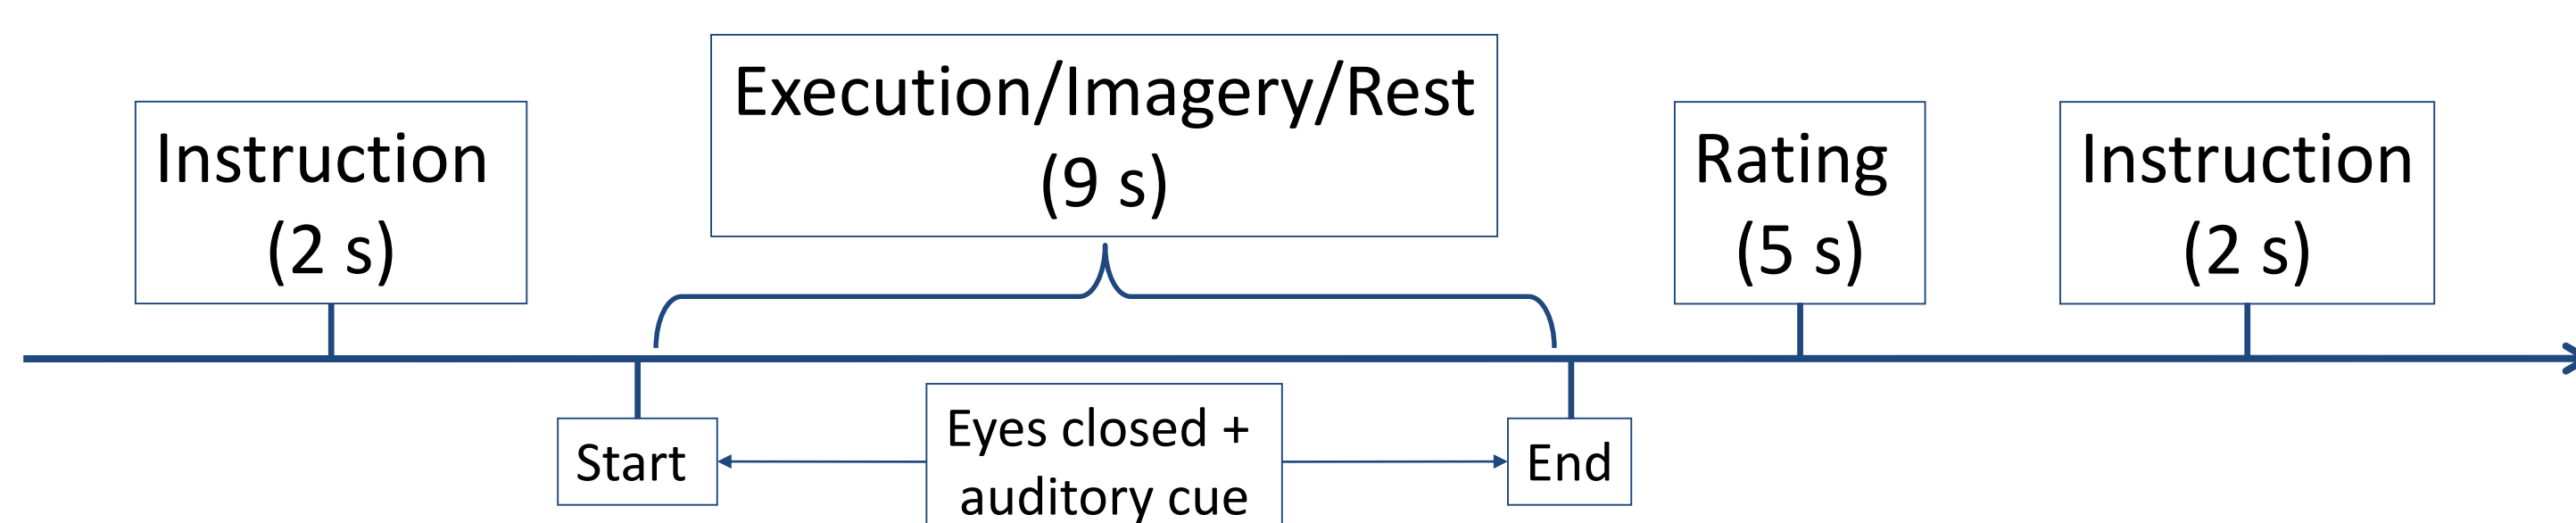 Execution/Imagery/Rest
(9 s)
Instruction
(2 s)
Rating
(5 s)
Instruction
(2 s)
Start
Eyes closed +
auditory cue
End